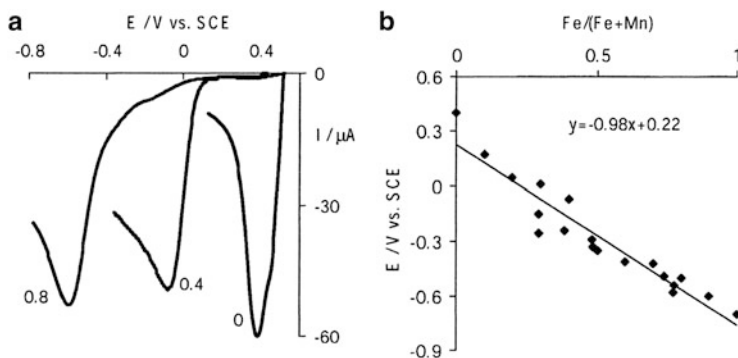 a
E /V vs. SCE
-0.8
-0.4
0
0.4
0
I / μA
-30
-60
0.8
0.4
0
b
Fe/(Fe+Mn)
0
0.5
1
0.6
0.3
0
-0.3
-0.6
-0.9
E /V vs. SCE
y=-0.98x+0.22